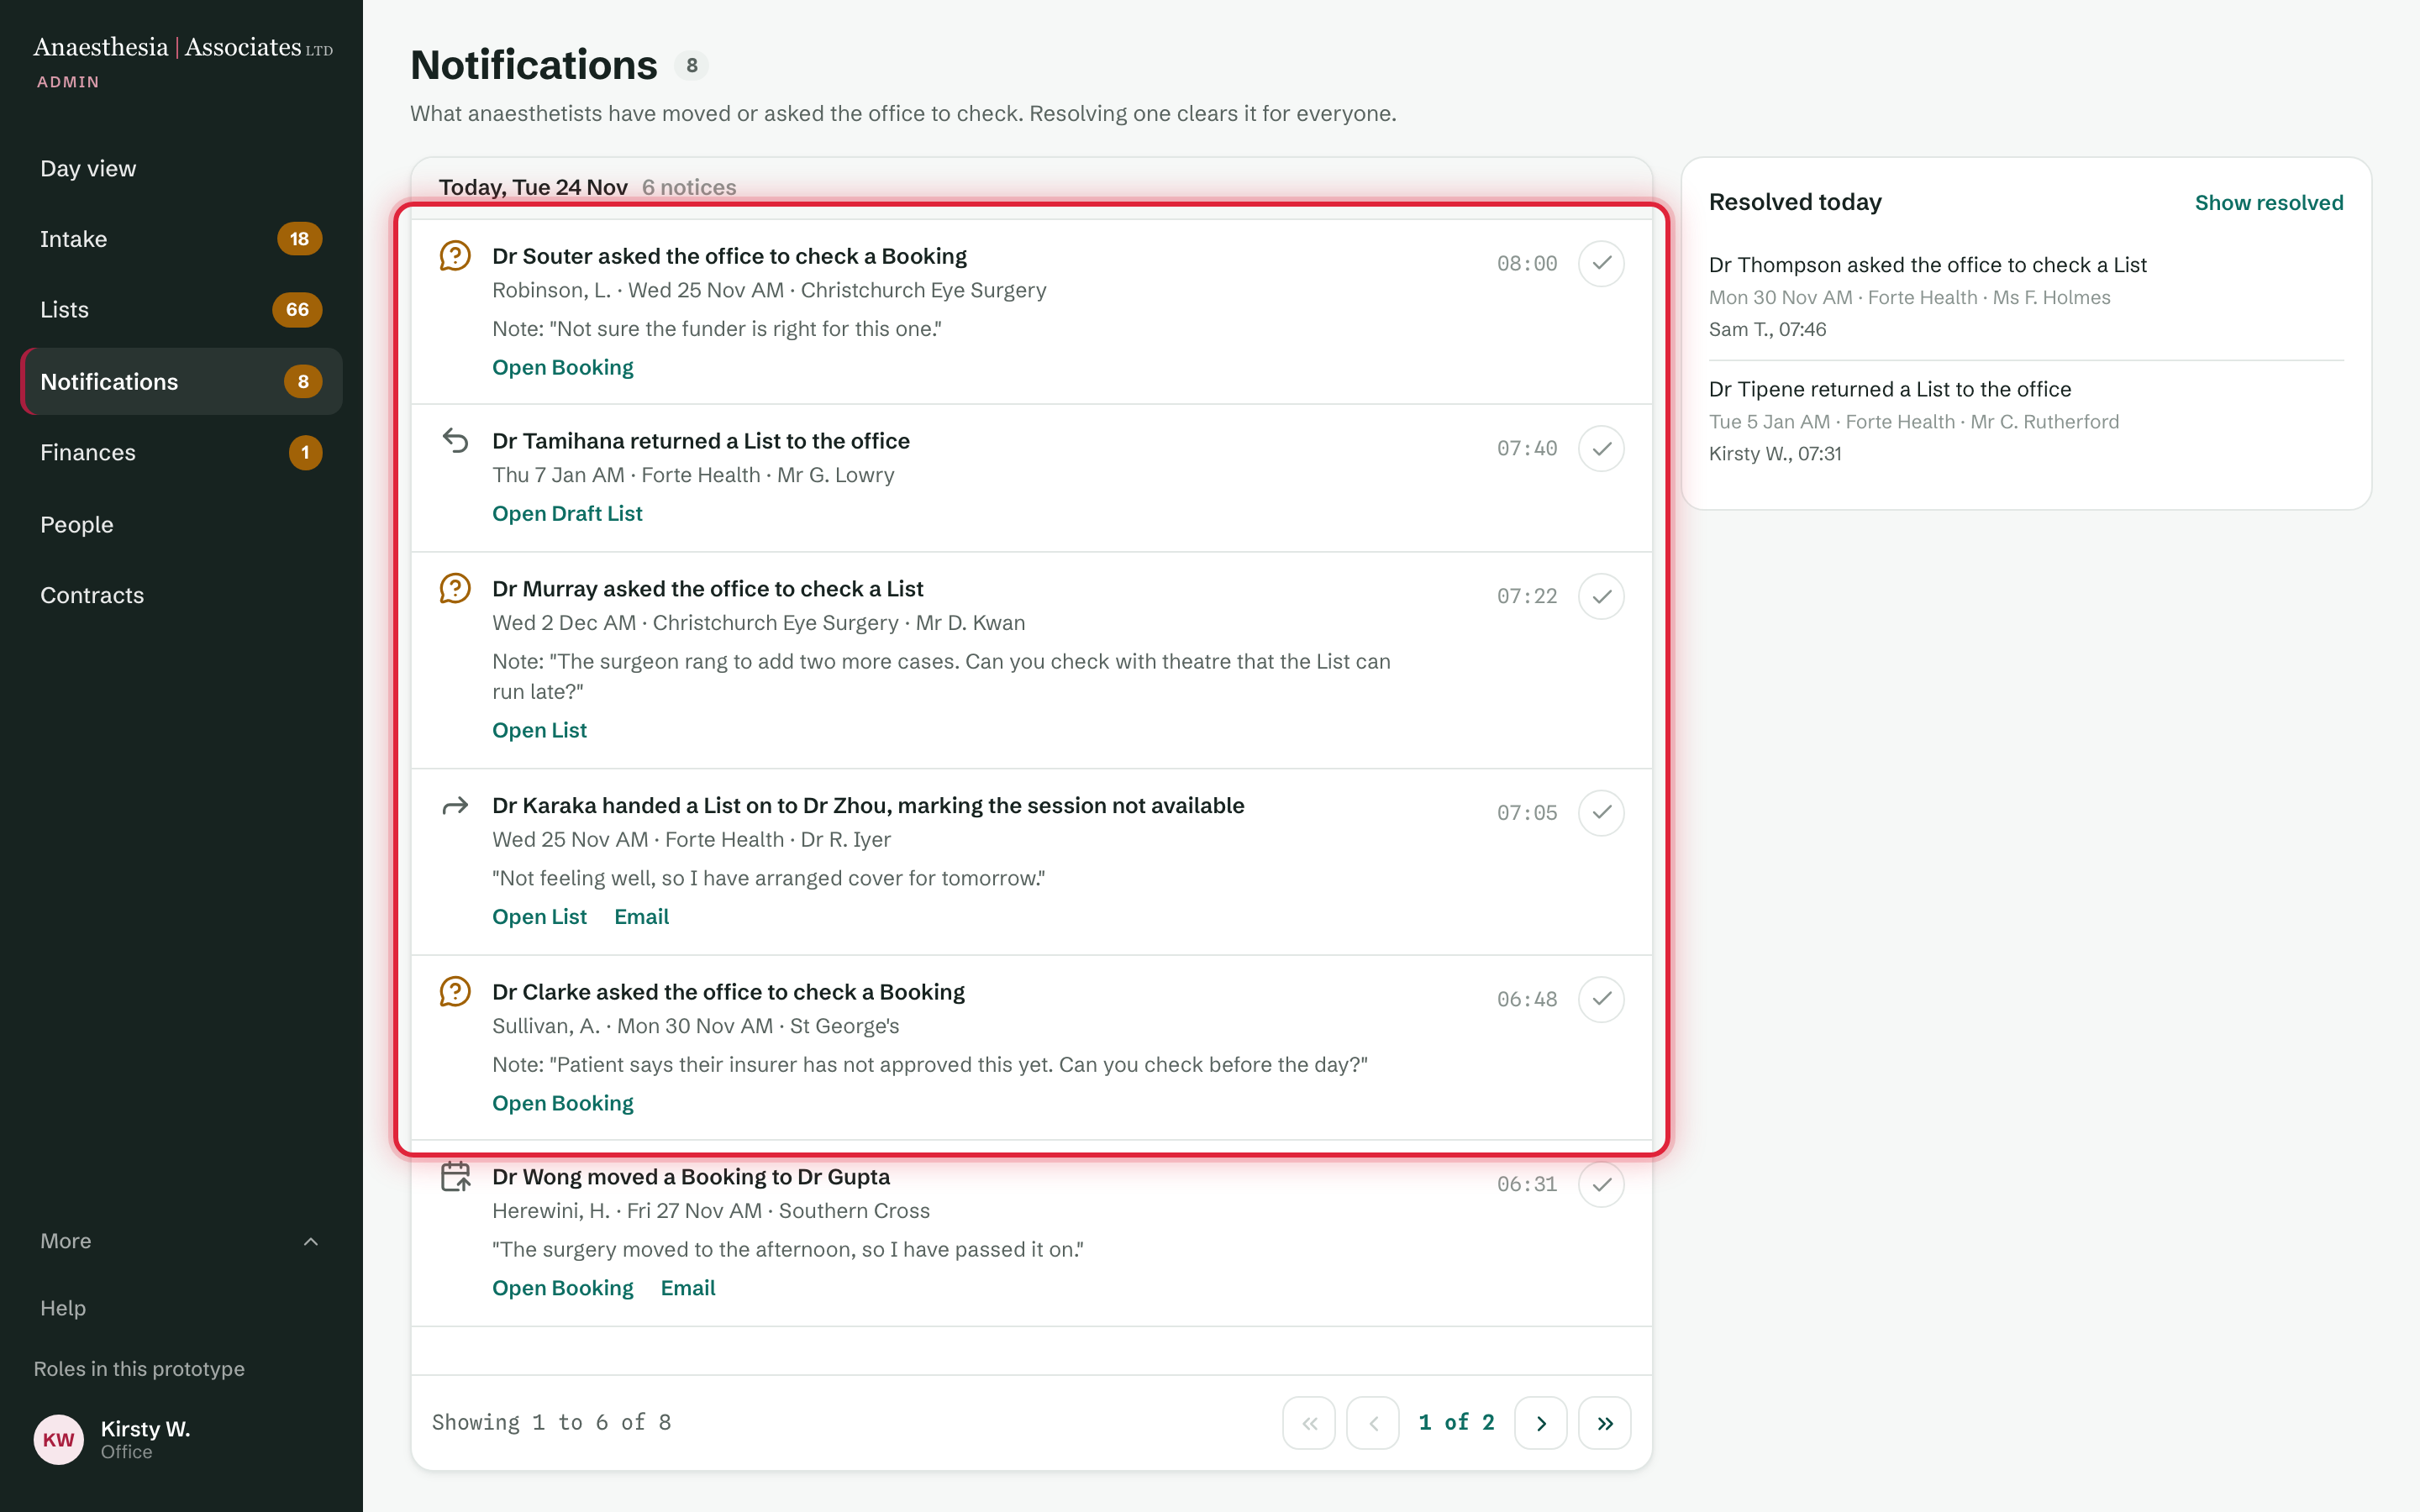 Anaesthesia | Associates LTD
ADMIN
Day view
Intake 18
Lists 66
Notifications 8
Finances 1
People
Contracts
More
Help
Roles in this prototype
KW
Kirsty W.
Office
Notifications 8
What anaesthetists have moved or asked the office to check. Resolving one clears it for everyone.
Today, Tue 24 Nov 6 notices
Dr Souter asked the office to check a Booking 08:00
Robinson, L. · Wed 25 Nov AM · Christchurch Eye Surgery
Note: "Not sure the funder is right for this one."
Open Booking
Dr Tamihana returned a List to the office 07:40
Thu 7 Jan AM · Forte Health · Mr G. Lowry
Open Draft List
Dr Murray asked the office to check a List 07:22
Wed 2 Dec AM · Christchurch Eye Surgery · Mr D. Kwan
Note: "The surgeon rang to add two more cases. Can you check with theatre that the List can
run late?"
Open List
Dr Karaka handed a List on to Dr Zhou, marking the session not available 07:05
Wed 25 Nov AM · Forte Health · Dr R. Iyer
"Not feeling well, so I have arranged cover for tomorrow."
Open List Email
Dr Clarke asked the office to check a Booking 06:48
Sullivan, A. · Mon 30 Nov AM · St George's
Note: "Patient says their insurer has not approved this yet. Can you check before the day?"
Open Booking
Dr Wong moved a Booking to Dr Gupta 06:31
Herewini, H. · Fri 27 Nov AM · Southern Cross
"The surgery moved to the afternoon, so I have passed it on."
Open Booking Email
Showing 1 to 6 of 8
« ‹ 1 of 2 › »
Resolved today Show resolved
Dr Thompson asked the office to check a List
Mon 30 Nov AM · Forte Health · Ms F. Holmes
Sam T., 07:46
Dr Tipene returned a List to the office
Tue 5 Jan AM · Forte Health · Mr C. Rutherford
Kirsty W., 07:31